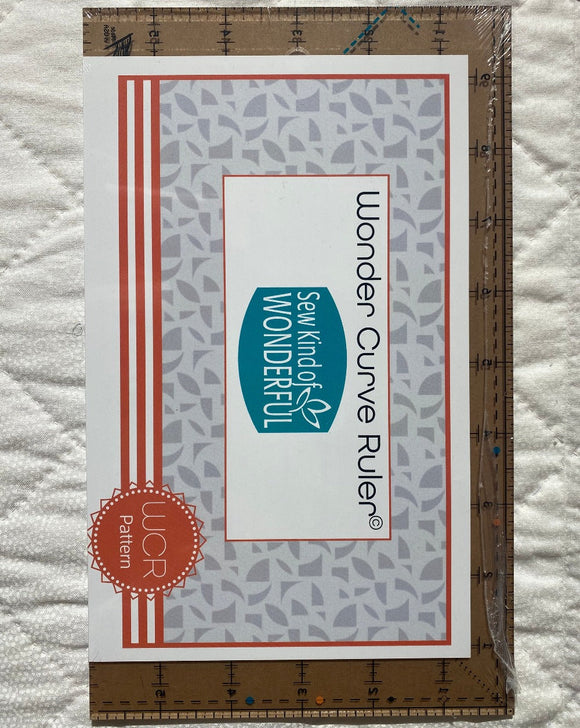 Wonder Curve Ruler©
Sew Kind of
WONDERFUL
WCR
Pattern